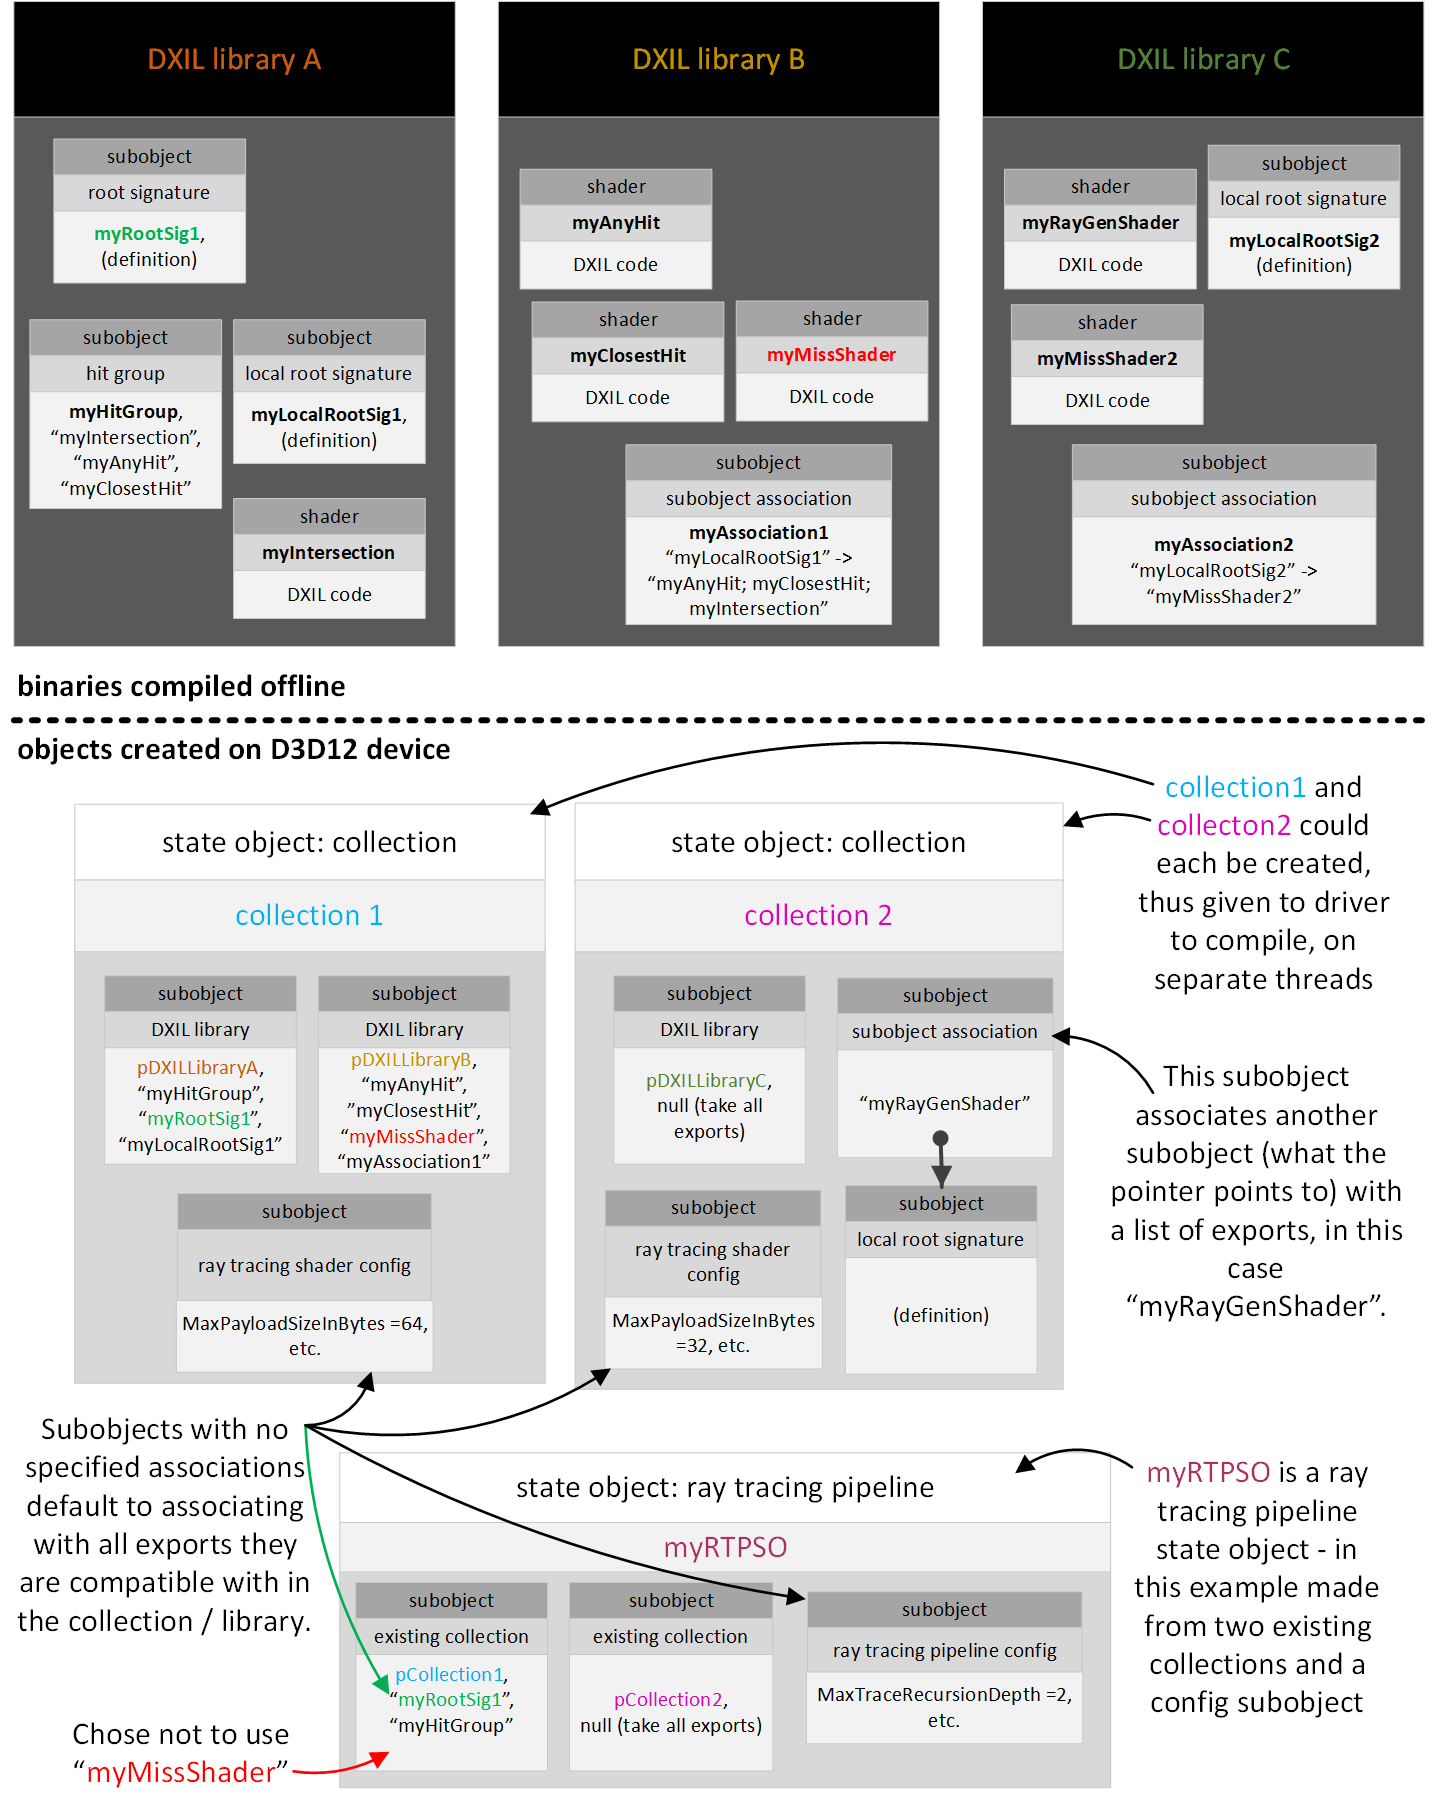 DXIL library A
subobject
root signature
myRootSig1,
(definition)
subobject
hit group
myHitGroup,
“myIntersection”,
“myAnyHit”,
“myClosestHit”
subobject
local root signature
myLocalRootSig1,
(definition)
shader
myIntersection
DXIL code
DXIL library B
shader
myAnyHit
DXIL code
shader
myClosestHit
DXIL code
shader
myMissShader
DXIL code
subobject
subobject association
myAssociation1
“myLocalRootSig1” ->
“myAnyHit; myClosestHit;
myIntersection”
DXIL library C
shader
myRayGenShader
DXIL code
subobject
local root signature
myLocalRootSig2
(definition)
shader
myMissShader2
DXIL code
subobject
subobject association
myAssociation2
“myLocalRootSig2” ->
“myMissShader2”
binaries compiled offline
objects created on D3D12 device
state object: collection
collection 1
subobject
DXIL library
pDXILLibraryA,
“myHitGroup”,
“myRootSig1”,
“myLocalRootSig1”
subobject
DXIL library
pDXILLibraryB,
“myAnyHit”,
”myClosestHit”,
“myMissShader”,
“myAssociation1”
subobject
ray tracing shader config
MaxPayloadSizeInBytes =64,
etc.
state object: collection
collection 2
subobject
DXIL library
pDXILLibraryC,
null (take all
exports)
subobject
subobject association
“myRayGenShader”
subobject
ray tracing shader
config
MaxPayloadSizeInBytes
=32, etc.
subobject
local root signature
(definition)
collection1 and
collecton2 could
each be created,
thus given to driver
to compile, on
separate threads
This subobject
associates another
subobject (what the
pointer points to) with
a list of exports, in this
case
“myRayGenShader”.
Subobjects with no
specified associations
default to associating
with all exports they
are compatible with in
the collection / library.
Chose not to use
“myMissShader”
state object: ray tracing pipeline
myRTPSO
subobject
existing collection
pCollection1,
“myRootSig1”,
“myHitGroup”
subobject
existing collection
pCollection2,
null (take all exports)
subobject
ray tracing pipeline config
MaxTraceRecursionDepth =2,
etc.
myRTPSO is a ray
tracing pipeline
state object - in
this example made
from two existing
collections and a
config subobject